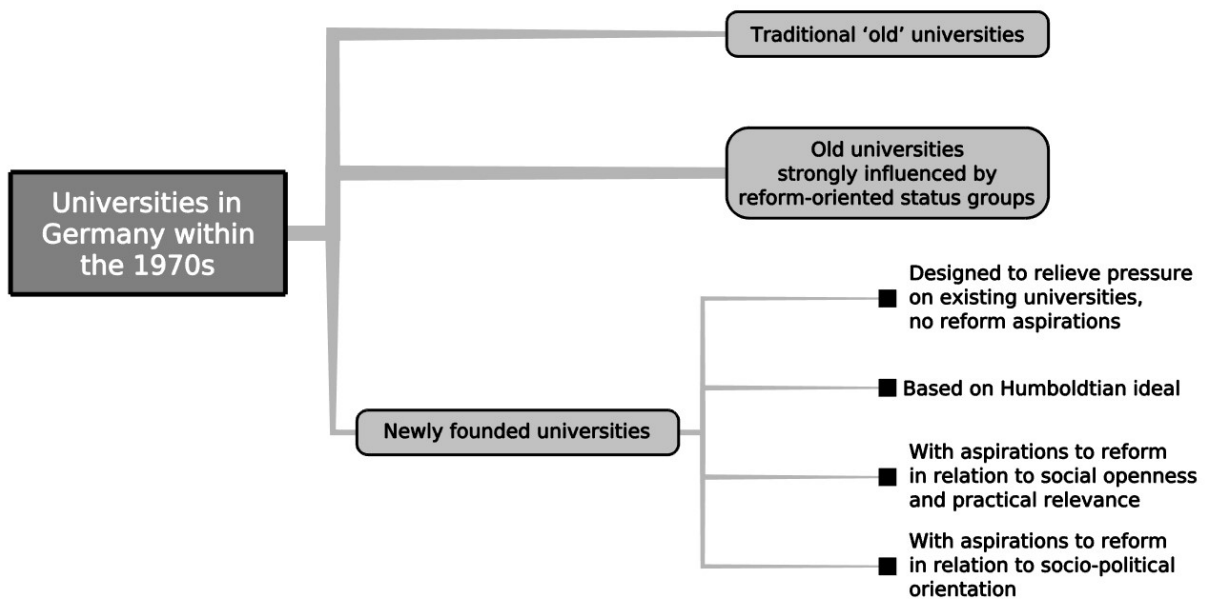 Traditional ‘old’ universities
Old universities
strongly influenced by
reform-oriented status groups
Universities in
Germany within
the 1970s
Designed to relieve pressure
on existing universities,
no reform aspirations
Based on Humboldtian ideal
Newly founded universities
With aspirations to reform
in relation to social openness
and practical relevance
With aspirations to reform
in relation to socio-political
orientation